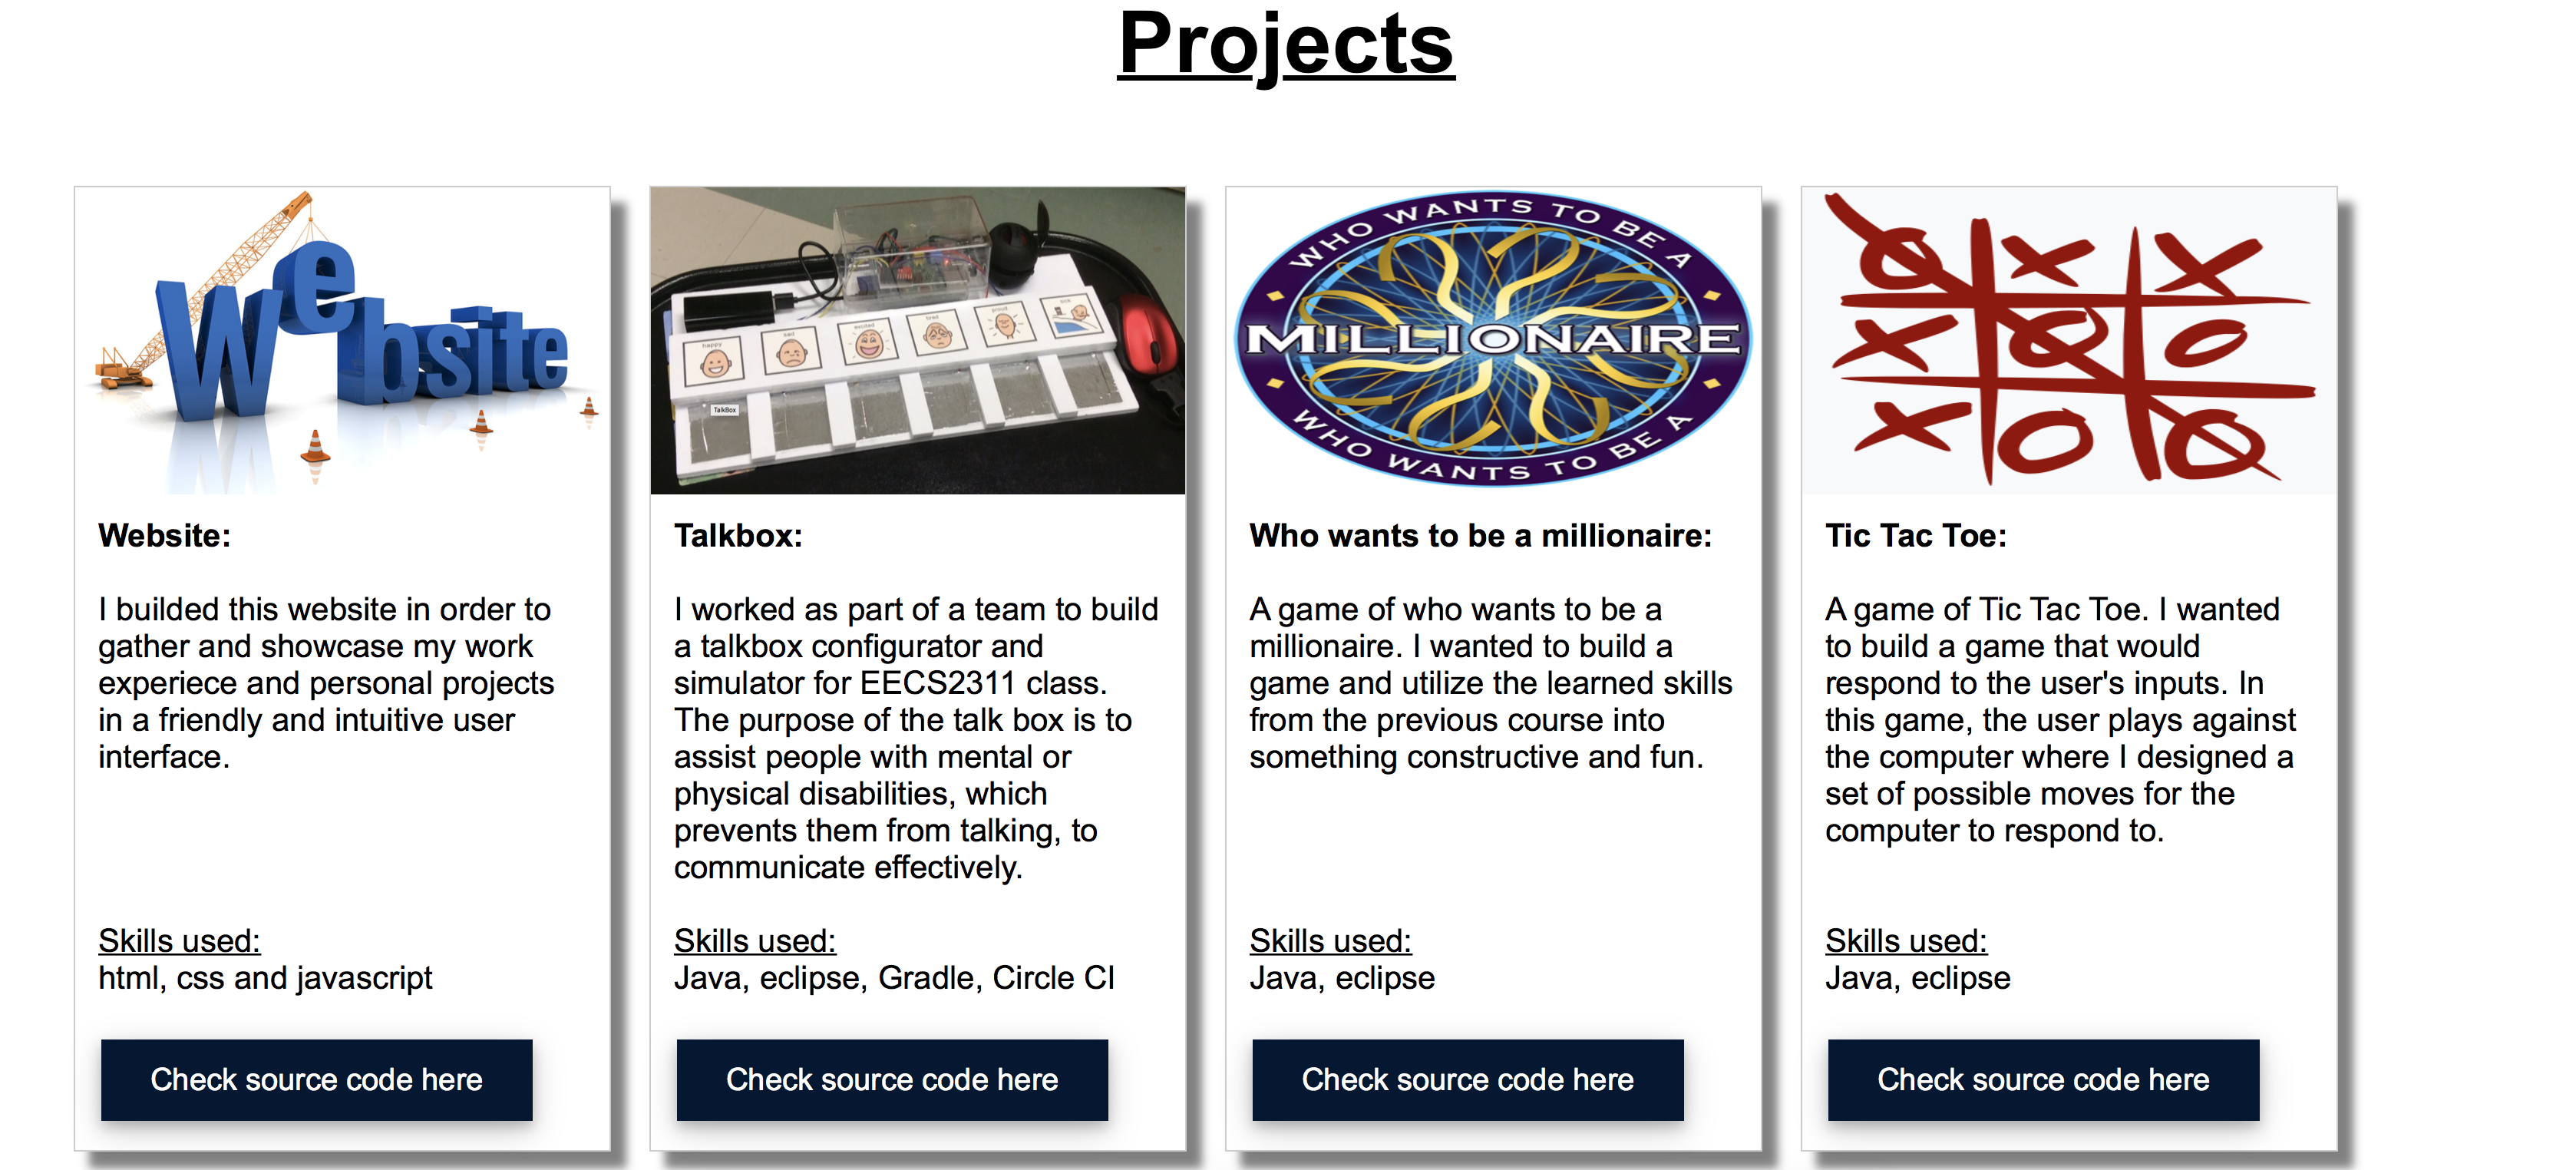 Projects
Website
Website:
I builded this website in order to
gather and showcase my work
experiece and personal projects
in a friendly and intuitive user
interface.
Skills used:
html, css and javascript
Check source code here
happy
sad
excited
tired
proud
sick
TalkBox
Talkbox:
I worked as part of a team to build
a talkbox configurator and
simulator for EECS2311 class.
The purpose of the talk box is to
assist people with mental or
physical disabilities, which
prevents them from talking, to
communicate effectively.
Skills used:
Java, eclipse, Gradle, Circle CI
Check source code here
WHO WANTS TO BE A
MILLIONAIRE
WHO WANTS TO BE A
Who wants to be a millionaire:
A game of who wants to be a
millionaire. I wanted to build a
game and utilize the learned skills
from the previous course into
something constructive and fun.
Skills used:
Java, eclipse
Check source code here
Tic Tac Toe:
A game of Tic Tac Toe. I wanted
to build a game that would
respond to the user's inputs. In
this game, the user plays against
the computer where I designed a
set of possible moves for the
computer to respond to.
Skills used:
Java, eclipse
Check source code here